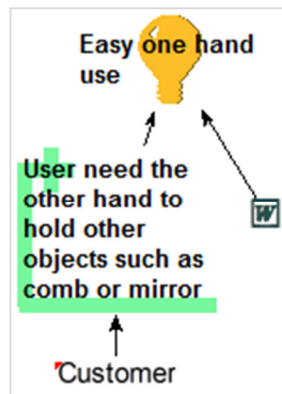 Easy one hand
use
User need the
other hand to
hold other
objects such as
comb or mirror
W
Customer